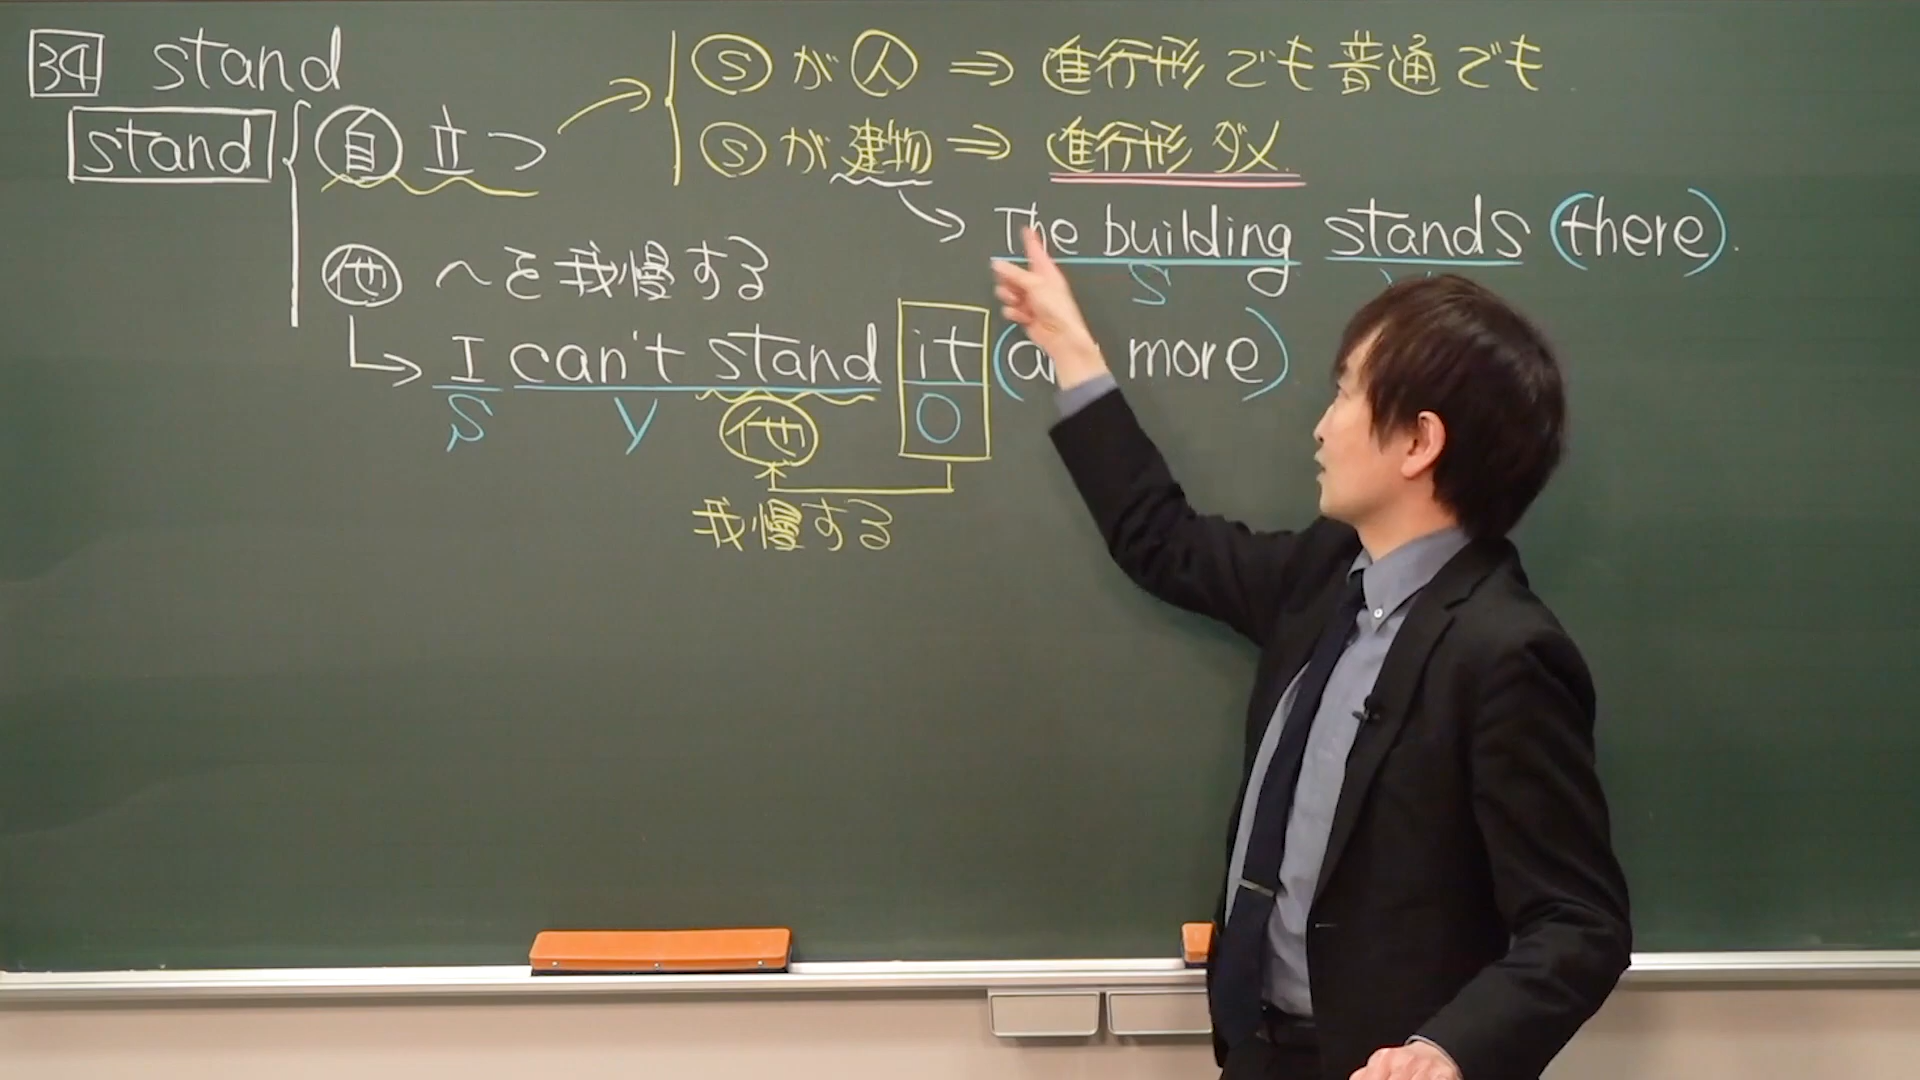 34 stand
stand
自 立つ
Ⓢ が 人 ⇒ 進行形 でも 普通 でも
Ⓢ が 建物 ⇒ 進行形 ダメ.
→ The building stands (there).
S
他 〜を我慢する
I can't stand it ( more)
S V 他 O
我慢する